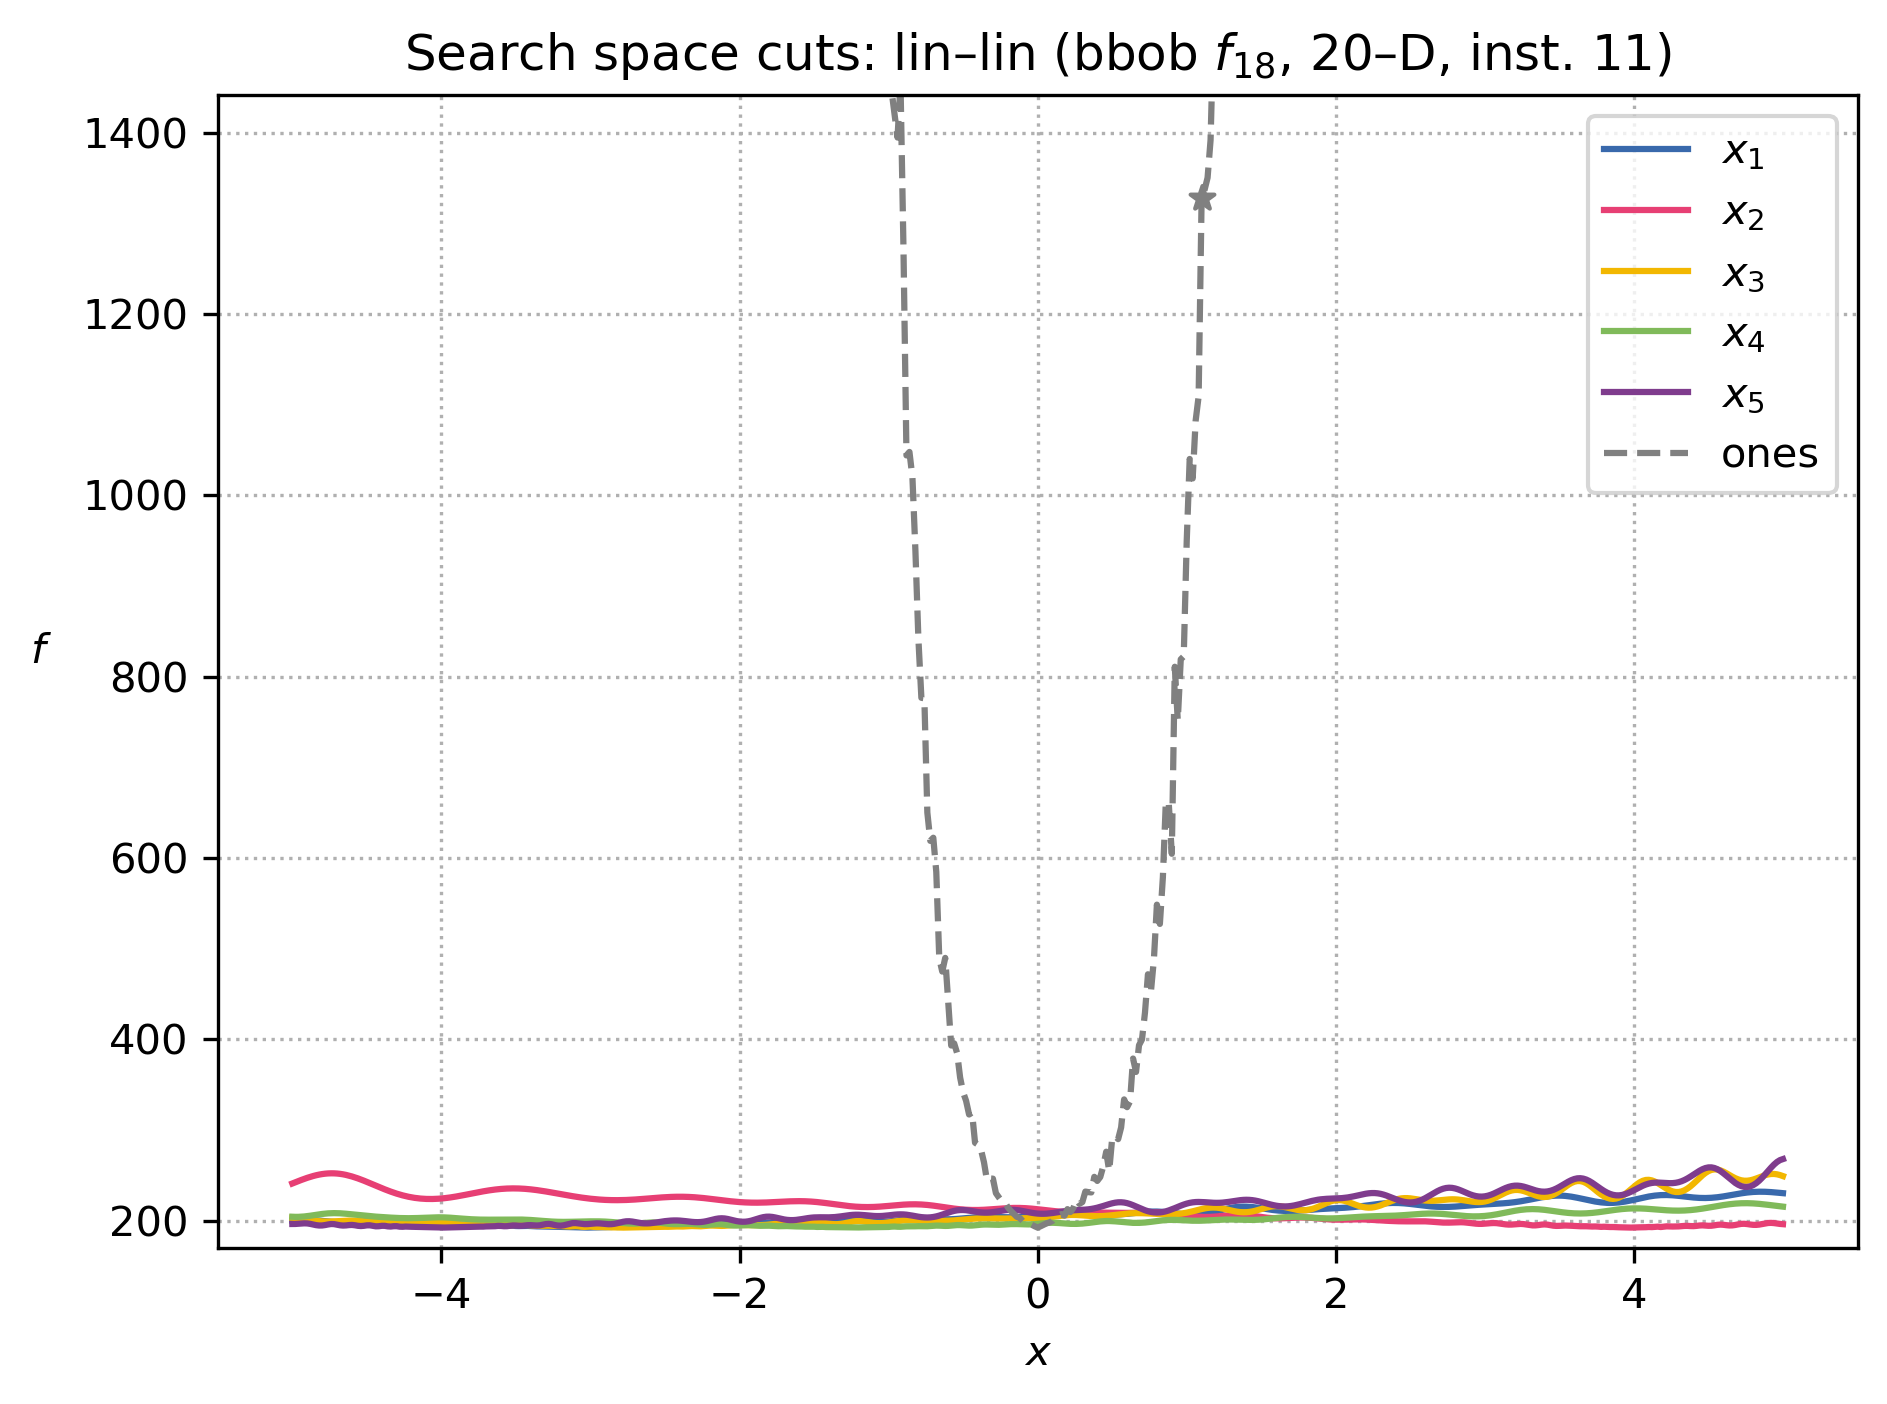 Search space cuts: lin–lin (bbob f₁₈, 20–D, inst. 11)
1400
1200
1000
800
600
400
200
f
−4
−2
0
2
4
x
x₁
x₂
x₃
x₄
x₅
ones